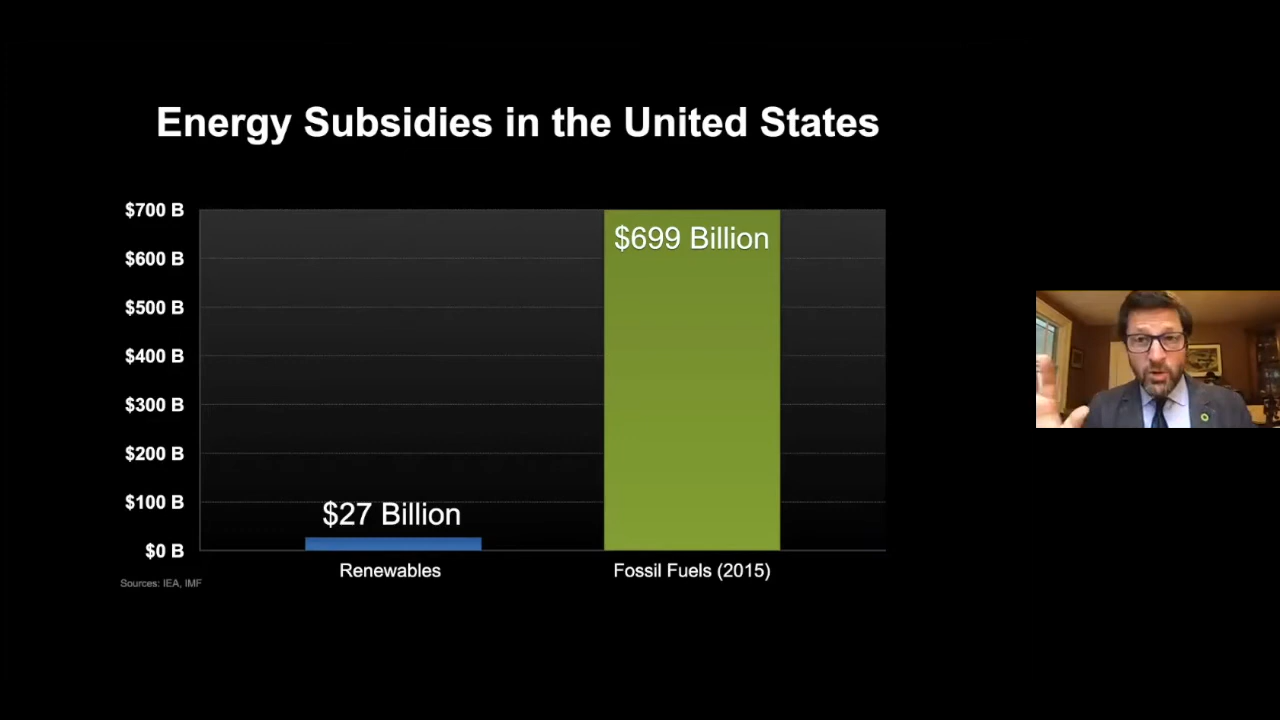 Energy Subsidies in the United States
$700 B
$600 B
$500 B
$400 B
$300 B
$200 B
$100 B
$0 B
$699 Billion
$27 Billion
Renewables
Fossil Fuels (2015)
Sources: IEA, IMF